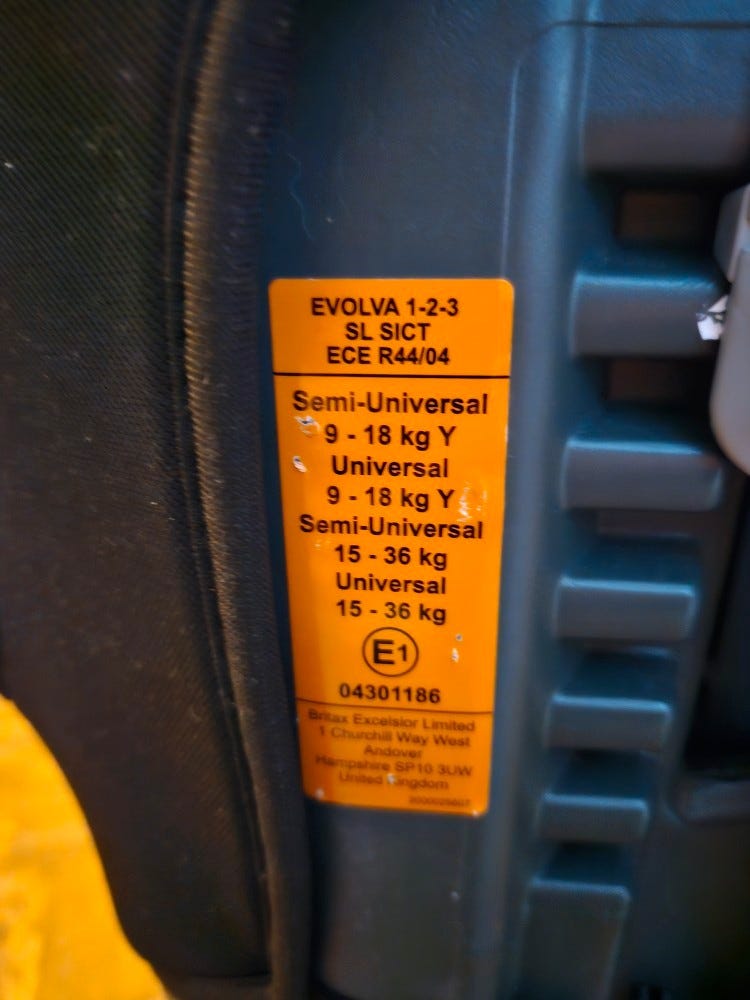 EVOLVA 1-2-3
SL SICT
ECE R44/04
Semi-Universal
9 - 18 kg Y
Universal
9 - 18 kg Y
Semi-Universal
15 - 36 kg
Universal
15 - 36 kg
E1
04301186
Britax Excelsior Limited
1 Churchill Way West
Andover
Hampshire SP10 3UW
United Kingdom